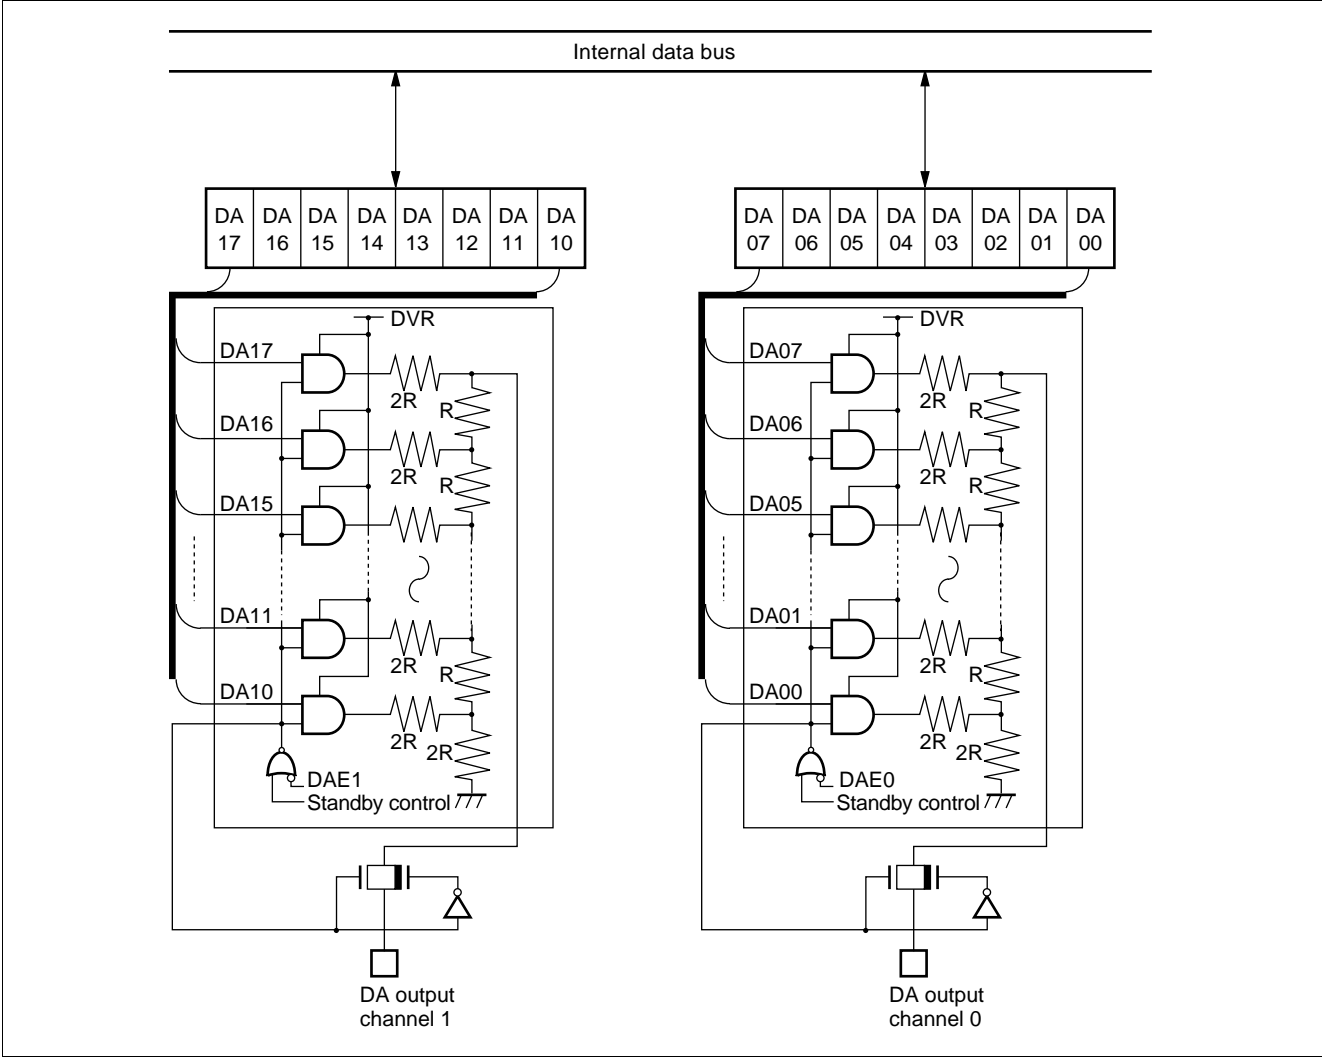 Internal data bus
DA DA DA DA DA DA DA DA
17 16 15 14 13 12 11 10
DA DA DA DA DA DA DA DA
07 06 05 04 03 02 01 00
DVR
DA17
2R
R
DA16
2R
R
DA15
DA11
2R
R
DA10
2R
2R
DAE1
Standby control
DA output
channel 1
DVR
DA07
2R
R
DA06
2R
R
DA05
DA01
2R
R
DA00
2R
2R
DAE0
Standby control
DA output
channel 0